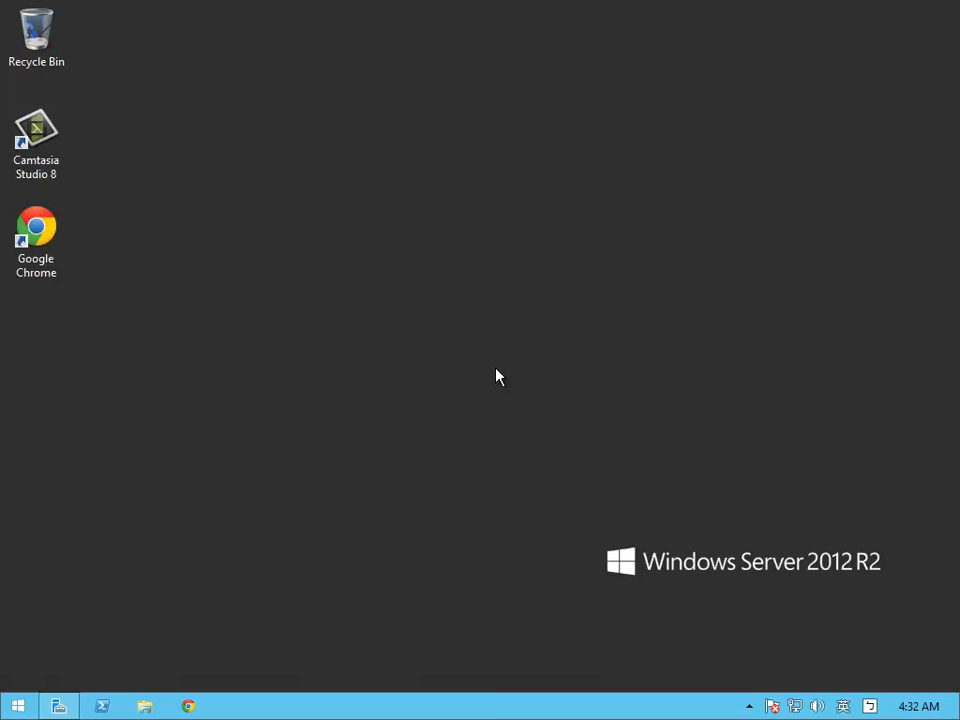 Recycle Bin
Camtasia
Studio 8
Google
Chrome
Windows Server 2012 R2
英
ㄅ
4:32 AM